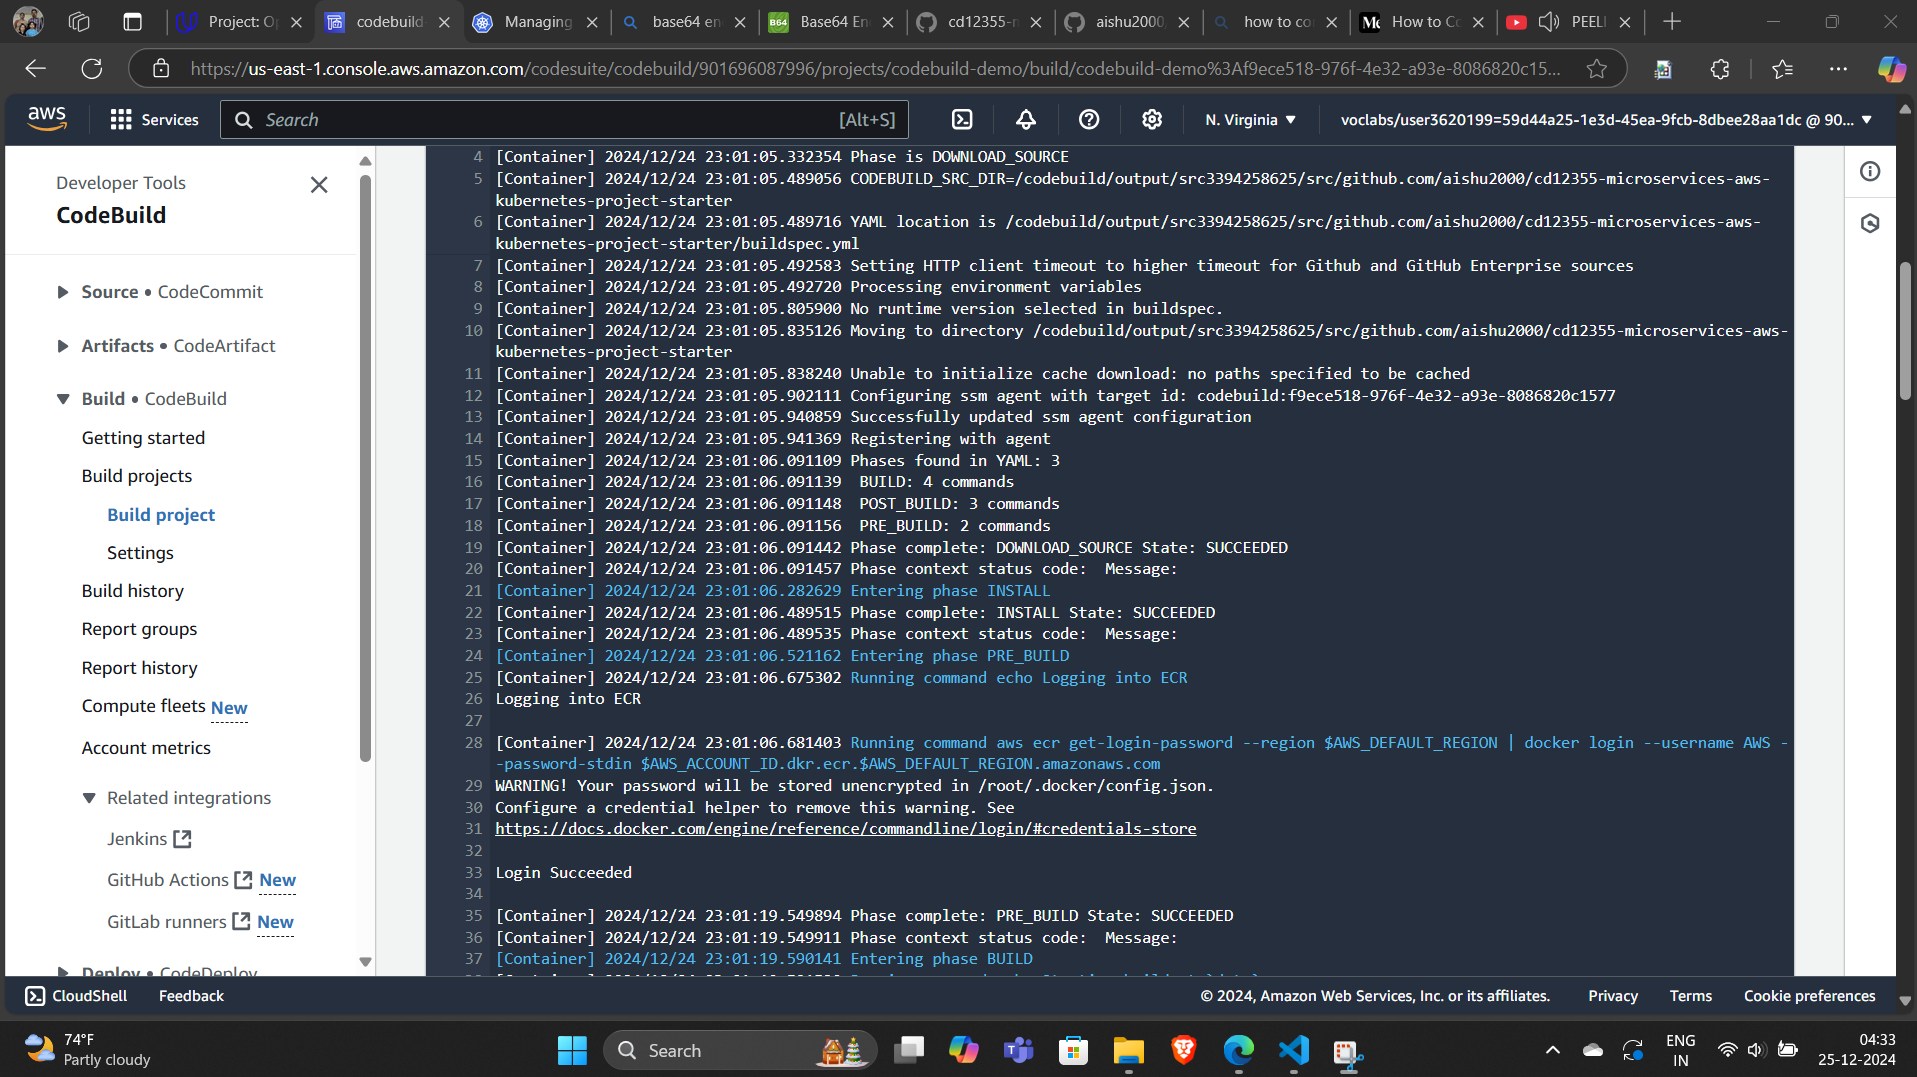 Project: Op
codebuild-
Managing
base64 en
Base64 En
cd12355-m
aishu2000
how to co
How to Co
PEELI
https://us-east-1.console.aws.amazon.com/codesuite/codebuild/901696087996/projects/codebuild-demo/build/codebuild-demo%3Af9ece518-976f-4e32-a93e-8086820c15...
aws
Services
Search
[Alt+S]
N. Virginia
voclabs/user3620199=59d44a25-1e3d-45ea-9fcb-8dbee28aa1dc @ 90...
Developer Tools
CodeBuild
Source • CodeCommit
Artifacts • CodeArtifact
Build • CodeBuild
Getting started
Build projects
Build project
Settings
Build history
Report groups
Report history
Compute fleets New
Account metrics
Related integrations
Jenkins
GitHub Actions New
GitLab runners New
Deploy • CodeDeploy
4 [Container] 2024/12/24 23:01:05.332354 Phase is DOWNLOAD_SOURCE
5 [Container] 2024/12/24 23:01:05.489056 CODEBUILD_SRC_DIR=/codebuild/output/src3394258625/src/github.com/aishu2000/cd12355-microservices-aws-
kubernetes-project-starter
6 [Container] 2024/12/24 23:01:05.489716 YAML location is /codebuild/output/src3394258625/src/github.com/aishu2000/cd12355-microservices-aws-
kubernetes-project-starter/buildspec.yml
7 [Container] 2024/12/24 23:01:05.492583 Setting HTTP client timeout to higher timeout for Github and GitHub Enterprise sources
8 [Container] 2024/12/24 23:01:05.492720 Processing environment variables
9 [Container] 2024/12/24 23:01:05.805900 No runtime version selected in buildspec.
10 [Container] 2024/12/24 23:01:05.835126 Moving to directory /codebuild/output/src3394258625/src/github.com/aishu2000/cd12355-microservices-aws-
kubernetes-project-starter
11 [Container] 2024/12/24 23:01:05.838240 Unable to initialize cache download: no paths specified to be cached
12 [Container] 2024/12/24 23:01:05.902111 Configuring ssm agent with target id: codebuild:f9ece518-976f-4e32-a93e-8086820c1577
13 [Container] 2024/12/24 23:01:05.940859 Successfully updated ssm agent configuration
14 [Container] 2024/12/24 23:01:05.941369 Registering with agent
15 [Container] 2024/12/24 23:01:06.091109 Phases found in YAML: 3
16 [Container] 2024/12/24 23:01:06.091139  BUILD: 4 commands
17 [Container] 2024/12/24 23:01:06.091148  POST_BUILD: 3 commands
18 [Container] 2024/12/24 23:01:06.091156  PRE_BUILD: 2 commands
19 [Container] 2024/12/24 23:01:06.091442 Phase complete: DOWNLOAD_SOURCE State: SUCCEEDED
20 [Container] 2024/12/24 23:01:06.091457 Phase context status code:  Message:
21 [Container] 2024/12/24 23:01:06.282629 Entering phase INSTALL
22 [Container] 2024/12/24 23:01:06.489515 Phase complete: INSTALL State: SUCCEEDED
23 [Container] 2024/12/24 23:01:06.489535 Phase context status code:  Message:
24 [Container] 2024/12/24 23:01:06.521162 Entering phase PRE_BUILD
25 [Container] 2024/12/24 23:01:06.675302 Running command echo Logging into ECR
26 Logging into ECR
27
28 [Container] 2024/12/24 23:01:06.681403 Running command aws ecr get-login-password --region $AWS_DEFAULT_REGION | docker login --username AWS -
-password-stdin $AWS_ACCOUNT_ID.dkr.ecr.$AWS_DEFAULT_REGION.amazonaws.com
29 WARNING! Your password will be stored unencrypted in /root/.docker/config.json.
30 Configure a credential helper to remove this warning. See
31 https://docs.docker.com/engine/reference/commandline/login/#credentials-store
32
33 Login Succeeded
34
35 [Container] 2024/12/24 23:01:19.549894 Phase complete: PRE_BUILD State: SUCCEEDED
36 [Container] 2024/12/24 23:01:19.549911 Phase context status code:  Message:
37 [Container] 2024/12/24 23:01:19.590141 Entering phase BUILD
CloudShell
Feedback
© 2024, Amazon Web Services, Inc. or its affiliates.
Privacy
Terms
Cookie preferences
74°F
Partly cloudy
Search
ENG
IN
04:33
25-12-2024